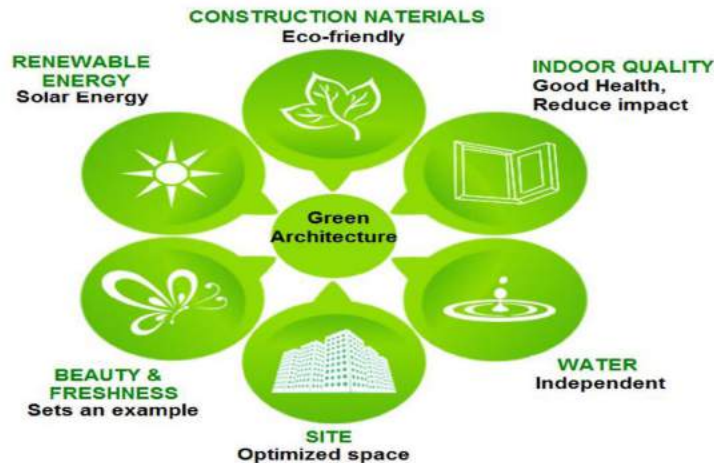 CONSTRUCTION NATERIALS
Eco-friendly
RENEWABLE
ENERGY
Solar Energy
INDOOR QUALITY
Good Health,
Reduce impact
Green
Architecture
BEAUTY &
FRESHNESS
Sets an example
WATER
Independent
SITE
Optimized space